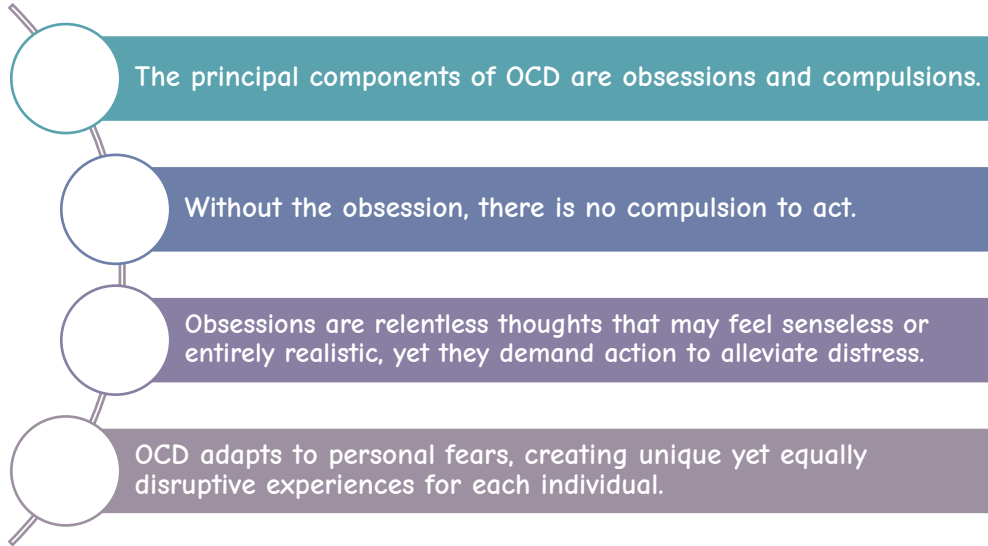 The principal components of OCD are obsessions and compulsions.
Without the obsession, there is no compulsion to act.
Obsessions are relentless thoughts that may feel senseless or
entirely realistic, yet they demand action to alleviate distress.
OCD adapts to personal fears, creating unique yet equally
disruptive experiences for each individual.